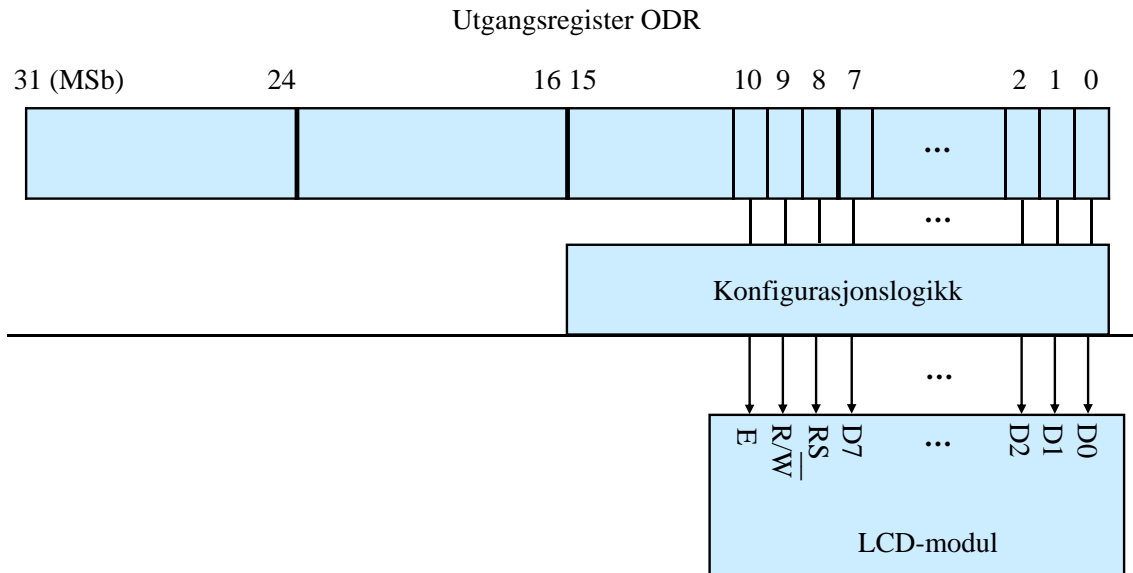 Utgangsregister ODR
31 (MSb) 24 16 15 10 9 8 7 2 1 0
...
...
Konfigurasjonslogikk
...
E R/W RS D7 ... D2 D1 D0
LCD-modul